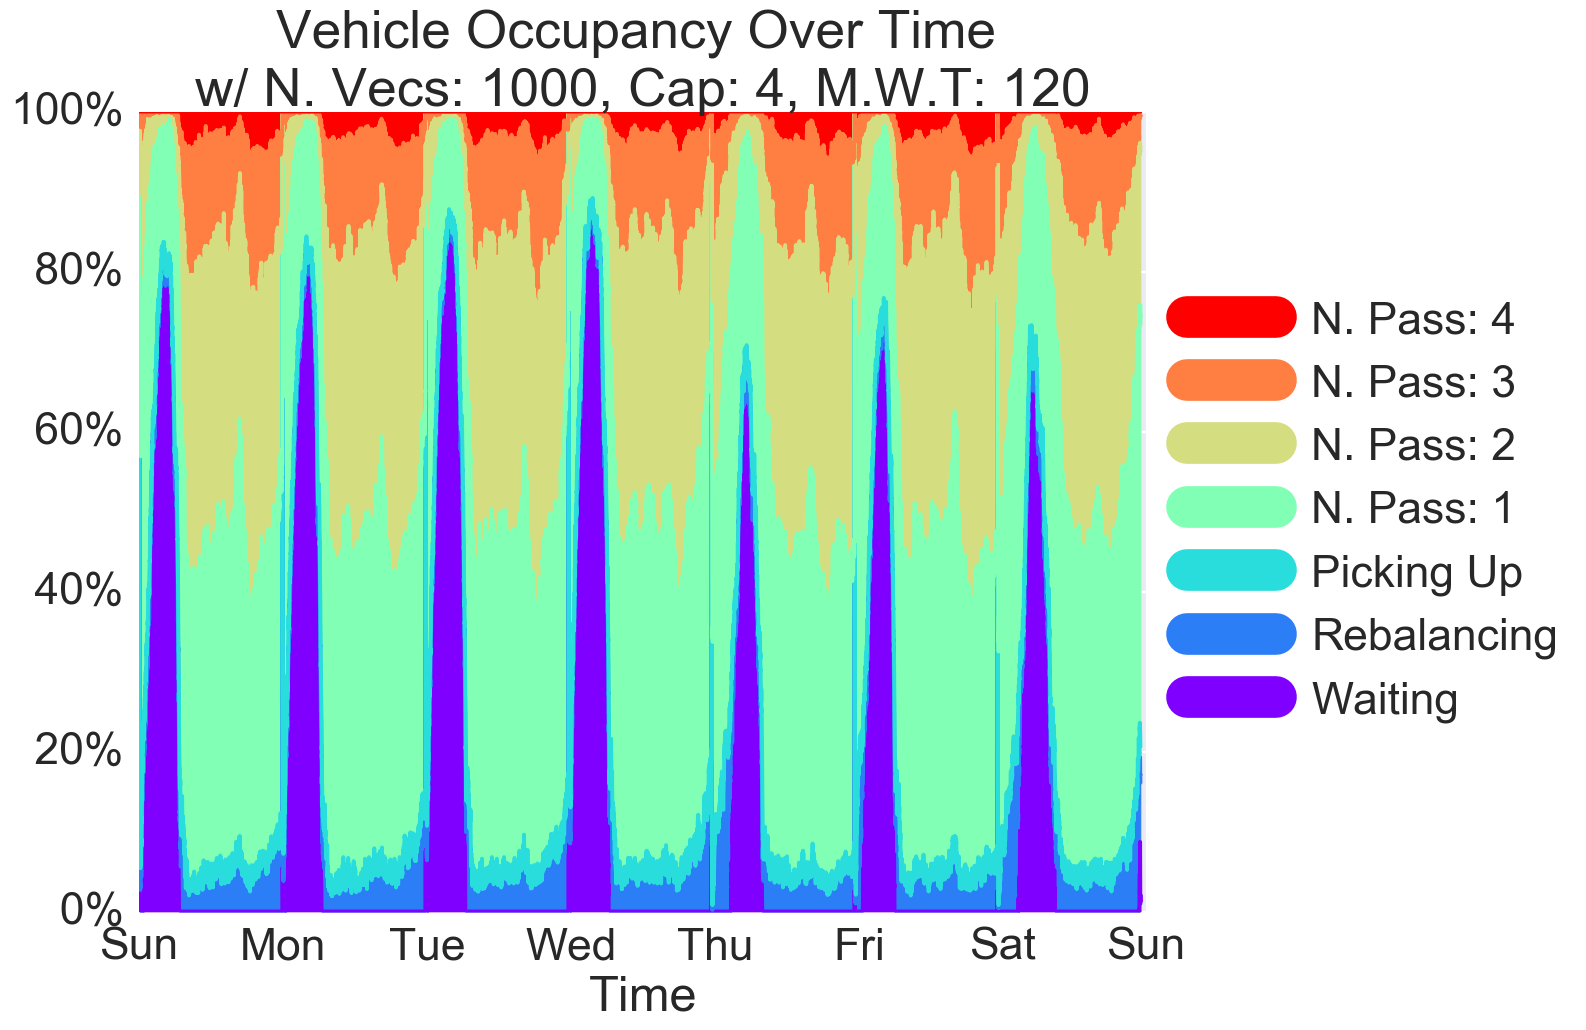 Vehicle Occupancy Over Time
w/ N. Vecs: 1000, Cap: 4, M.W.T: 120
100%
80%
60%
40%
20%
0%
N. Pass: 4
N. Pass: 3
N. Pass: 2
N. Pass: 1
Picking Up
Rebalancing
Waiting
Sun Mon Tue Wed Thu Fri Sat Sun
Time